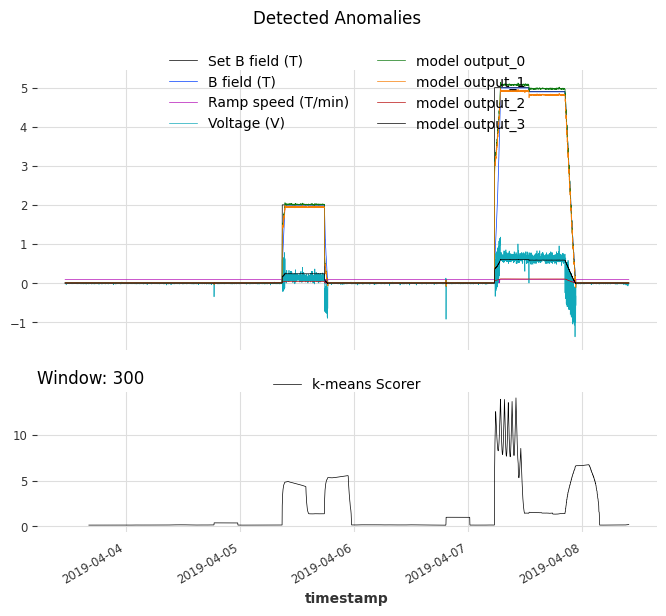 Detected Anomalies
Set B field (T)
B field (T)
Ramp speed (T/min)
Voltage (V)
model output_0
model output_1
model output_2
model output_3
5
4
3
2
1
0
−1
Window: 300
k-means Scorer
10
5
0
2019-04-04
2019-04-05
2019-04-06
2019-04-07
2019-04-08
timestamp